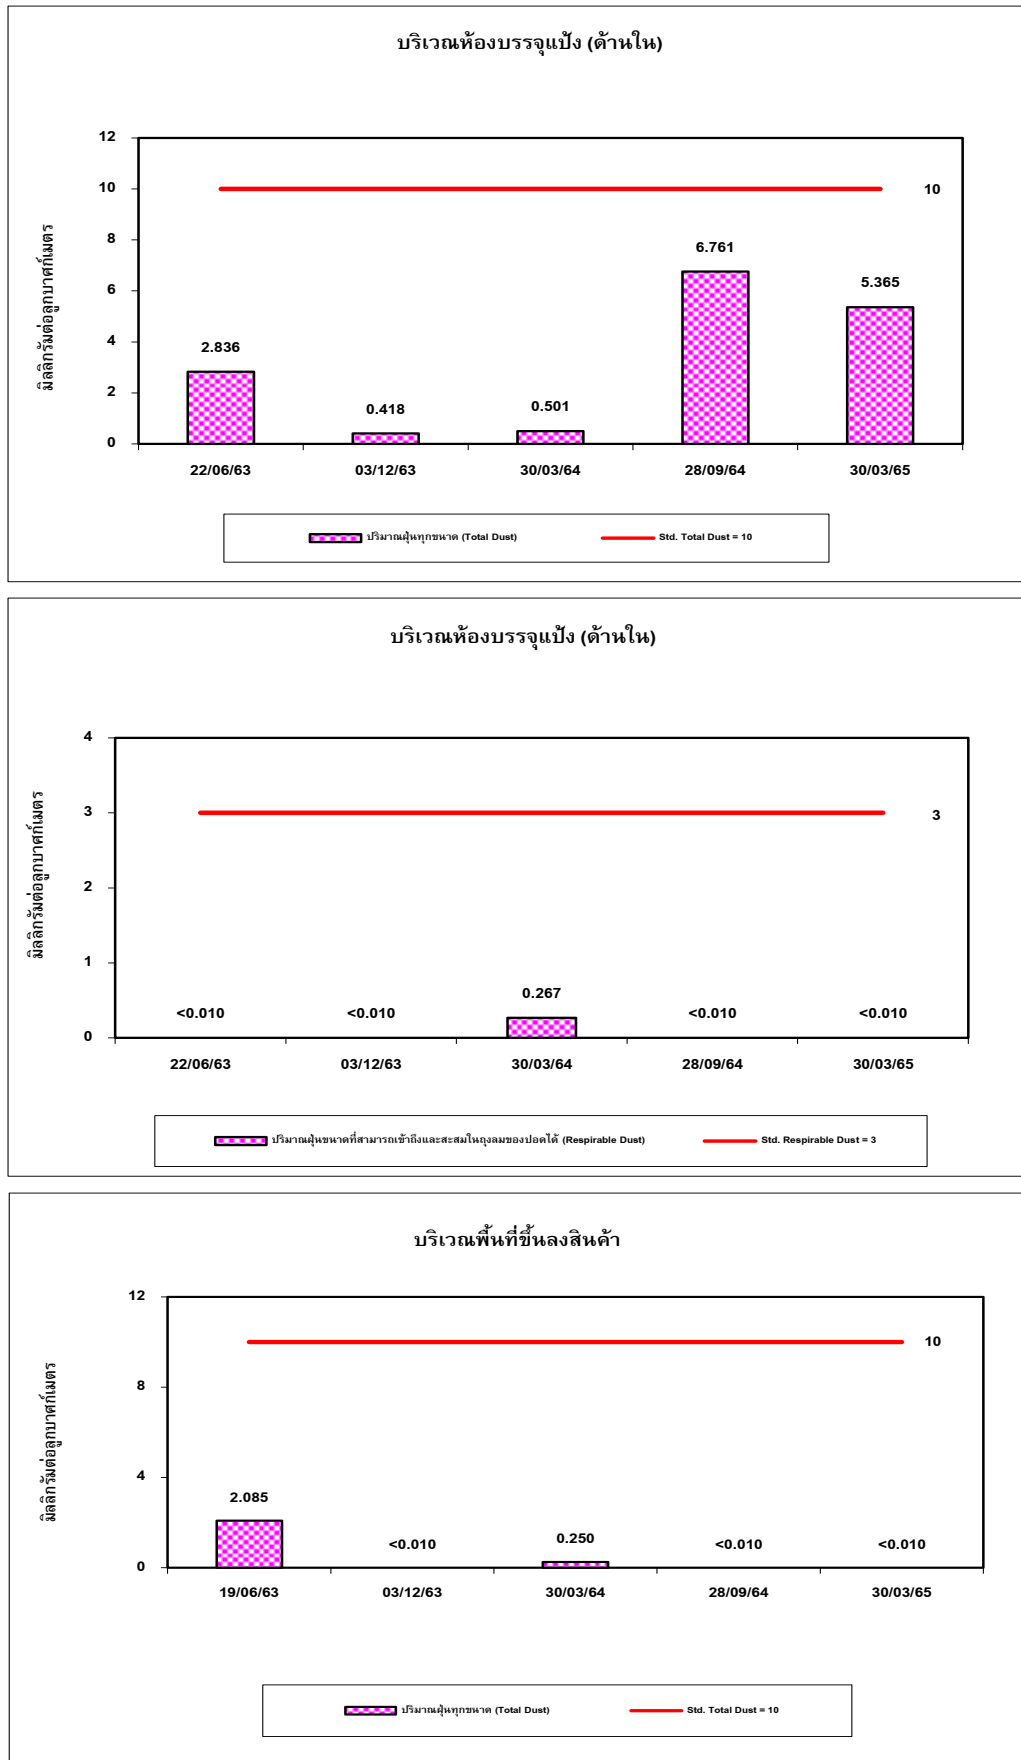 บริเวณห้องบรรจุแป้ง (ด้านใน)
มิลลิกรัมต่อลูกบาศก์เมตร
12
10
8
6
4
2
0
10
2.836
0.418
0.501
6.761
5.365
22/06/63 03/12/63 30/03/64 28/09/64 30/03/65
ปริมาณฝุ่นทุกขนาด (Total Dust) Std. Total Dust = 10
บริเวณห้องบรรจุแป้ง (ด้านใน)
มิลลิกรัมต่อลูกบาศก์เมตร
4
3
2
1
0
3
<0.010 <0.010 0.267 <0.010 <0.010
22/06/63 03/12/63 30/03/64 28/09/64 30/03/65
ปริมาณฝุ่นขนาดที่สามารถเข้าถึงและสะสมในถุงลมของปอดได้ (Respirable Dust) Std. Respirable Dust = 3
บริเวณพื้นที่ขึ้นลงสินค้า
มิลลิกรัมต่อลูกบาศก์เมตร
12
8
4
0
10
2.085 <0.010 0.250 <0.010 <0.010
19/06/63 03/12/63 30/03/64 28/09/64 30/03/65
ปริมาณฝุ่นทุกขนาด (Total Dust) Std. Total Dust = 10